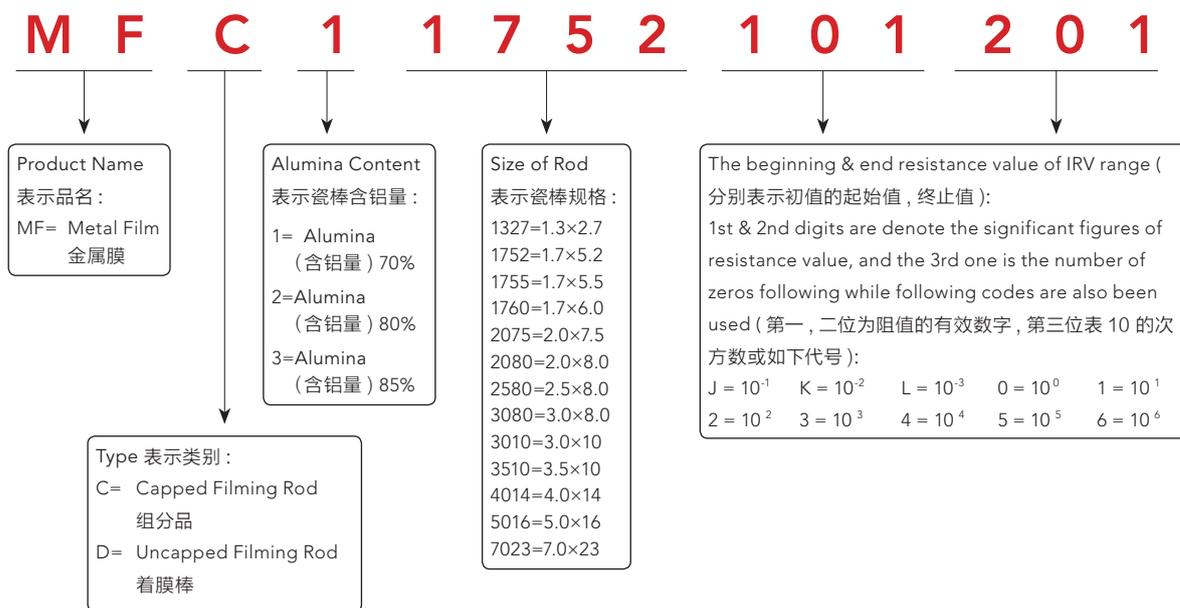 M F C 1 1 7 5 2 1 0 1 2 0 1
Product Name
表示品名 :
MF= Metal Film
金属膜
Type 表示类别 :
C= Capped Filming Rod
组分品
D= Uncapped Filming Rod
着膜棒
Alumina Content
表示瓷棒含铝量 :
1= Alumina
(含铝量 ) 70%
2=Alumina
(含铝量 ) 80%
3=Alumina
(含铝量 ) 85%
Size of Rod
表示瓷棒规格 :
1327=1.3×2.7
1752=1.7×5.2
1755=1.7×5.5
1760=1.7×6.0
2075=2.0×7.5
2080=2.0×8.0
2580=2.5×8.0
3080=3.0×8.0
3010=3.0×10
3510=3.5×10
4014=4.0×14
5016=5.0×16
7023=7.0×23
The beginning & end resistance value of IRV range (
分别表示初值的起始值 , 终止值 ):
1st & 2nd digits are denote the significant figures of
resistance value, and the 3rd one is the number of
zeros following while following codes are also been
used ( 第一 , 二位为阻值的有效数字 , 第三位表 10 的次
方数或如下代号 ):
J = 10⁻¹ K = 10⁻² L = 10⁻³ 0 = 10⁰ 1 = 10¹
2 = 10² 3 = 10³ 4 = 10⁴ 5 = 10⁵ 6 = 10⁶